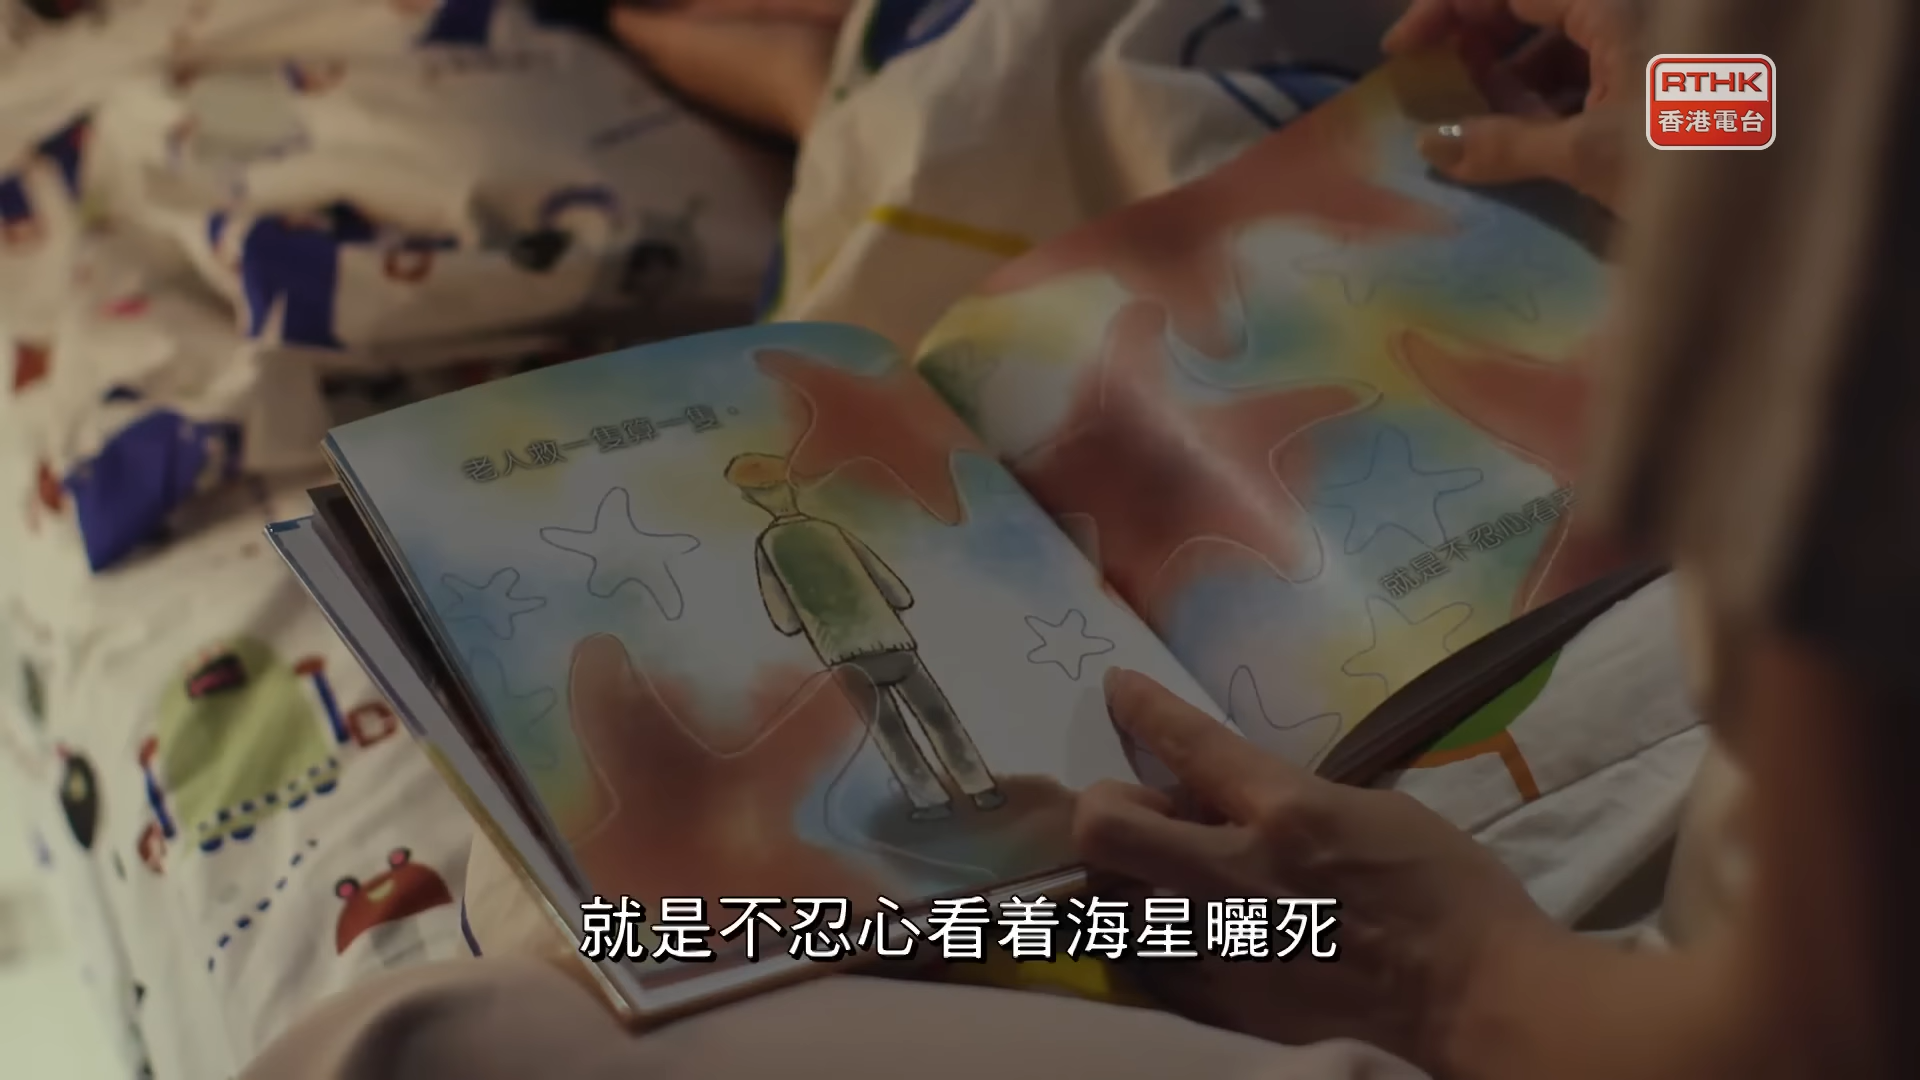 RTHK
香港電台
老人救一隻算一隻，
就是不忍心看着
就是不忍心看着海星曬死